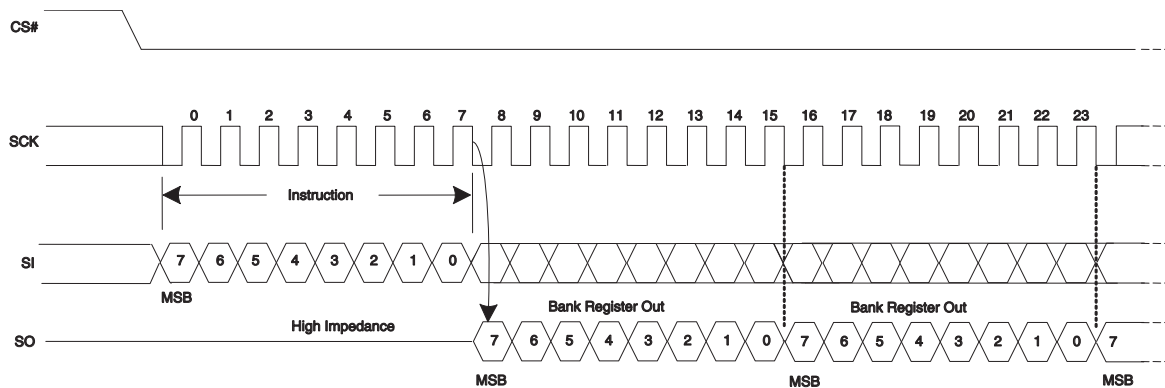 CS#
0 1 2 3 4 5 6 7 8 9 10 11 12 13 14 15 16 17 18 19 20 21 22 23
SCK
Instruction
SI 7 6 5 4 3 2 1 0
MSB
Bank Register Out Bank Register Out
High Impedance
SO 7 6 5 4 3 2 1 0 7 6 5 4 3 2 1 0 7
MSB MSB MSB